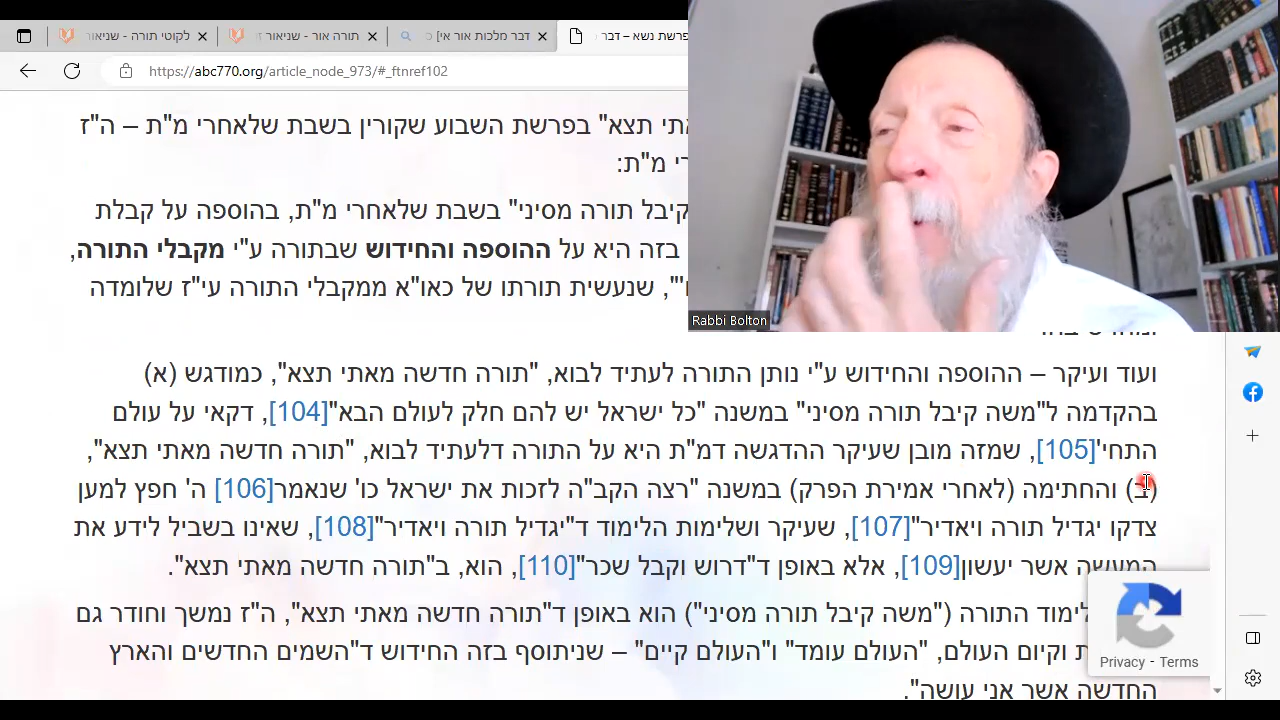 לקוטי תורה - שניאור
תורה אור - שניאור ז
דבר מלכות אור אי] כ
פרשת נשא – דבר
https://abc770.org/article_node_973/#_ftnref102
מאתי תצא" בפרשת השבוע שקורין בשבת שלאחרי מ"ת – ה"ז
רי מ"ת:
קיבל תורה מסיני" בשבת שלאחרי מ"ת, בהוספה על קבלת
בזה היא על ההוספה והחידוש שבתורה ע"י מקבלי התורה,
שנעשית תורתו של כאו"א ממקבלי התורה עי"ז שלומדה
Rabbi Bolton
ועוד ועיקר – ההוספה והחידוש ע"י נותן התורה לעתיד לבוא, "תורה חדשה מאתי תצא", כמודגש (א)
בהקדמה ל"משה קיבל תורה מסיני" במשנה "כל ישראל יש להם חלק לעולם הבא"[104], דקאי על עולם
התחי'[105], שמזה מובן שעיקר ההדגשה דמ"ת היא על התורה דלעתיד לבוא, "תורה חדשה מאתי תצא",
(ב) והחתימה (לאחרי אמירת הפרק) במשנה "רצה הקב"ה לזכות את ישראל כו' שנאמר[106] ה' חפץ למען
צדקו יגדיל תורה ויאדיר"[107], שעיקר ושלימות הלימוד ד"יגדיל תורה ויאדיר"[108], שאינו בשביל לידע את
המעשה אשר יעשון[109], אלא באופן ד"דרוש וקבל שכר"[110], הוא, ב"תורה חדשה מאתי תצא".
לימוד התורה ("משה קיבל תורה מסיני") הוא באופן ד"תורה חדשה מאתי תצא", ה"ז נמשך וחודר גם
וקיום העולם, "העולם עומד" ו"העולם קיים" – שניתוסף בזה החידוש ד"השמים החדשים והארץ
החדשה אשר אני עושה".
Privacy - Terms